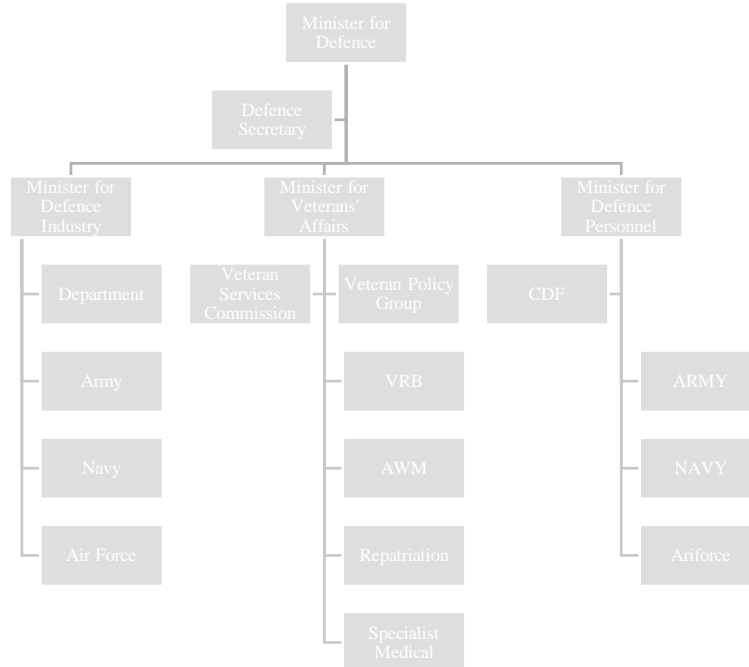 Minister for
Defence
Defence
Secretary
Minister for
Defence
Industry
Minister for
Veterans'
Affairs
Minister for
Defence
Personnel
Department
Veteran
Services
Commission
Veteran Policy
Group
CDF
Army
VRB
ARMY
Navy
AWM
NAVY
Air Force
Repatriation
Ariforce
Specialist
Medical